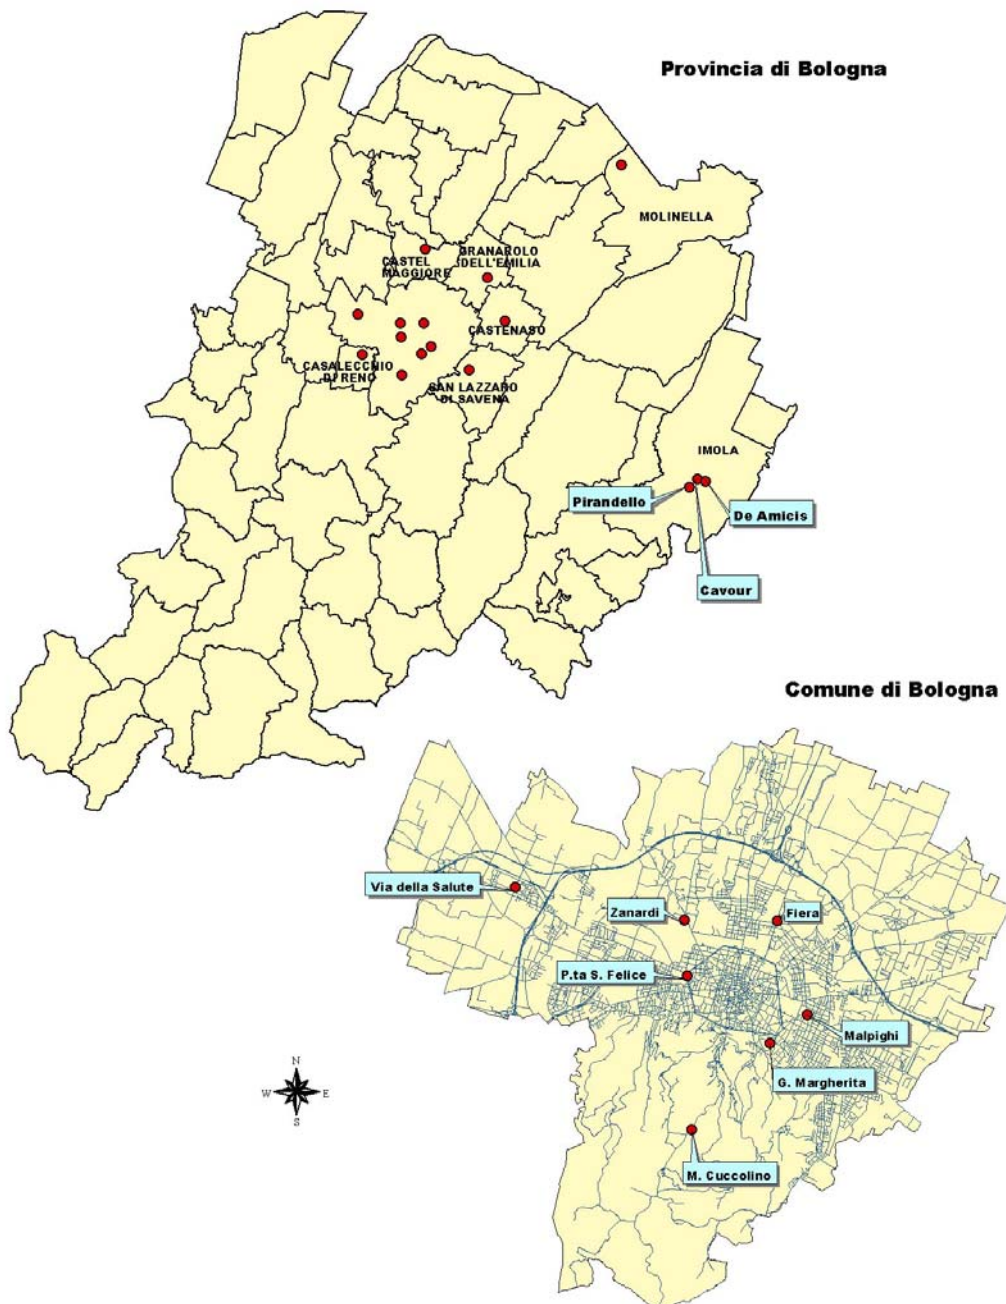 Provincia di Bologna
MOLINELLA
CASTEL
MAGGIORE
GRANAROLO
DELL'EMILIA
CASTENASO
CASALECCHIO
DI RENO
SAN LAZZARO
DI SAVENA
IMOLA
Pirandello
De Amicis
Cavour
Comune di Bologna
Via della Salute
Zanardi
Fiera
P.ta S. Felice
Malpighi
G. Margherita
M. Cuccolino
N
W
E
S